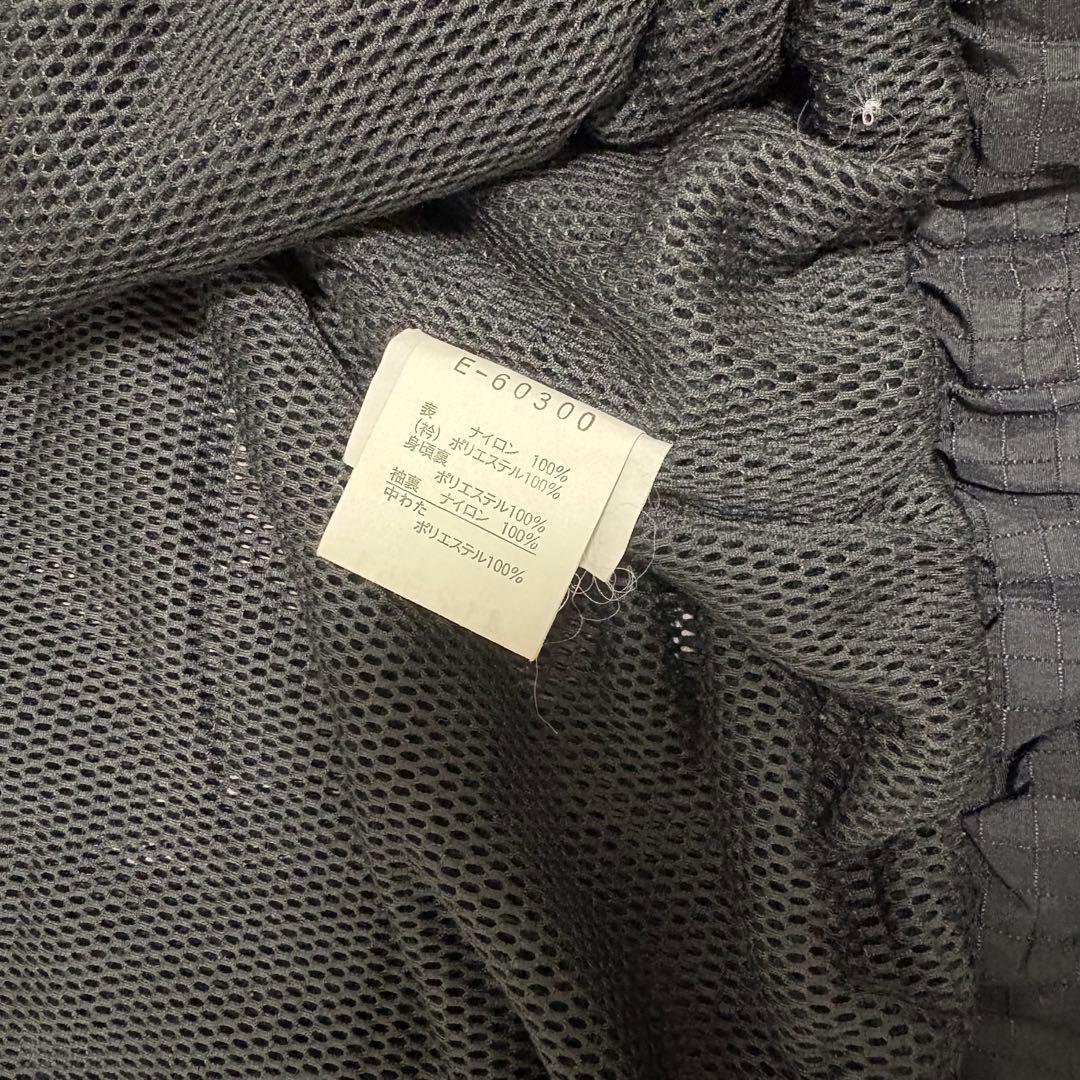 E-60300
表 ナイロン 100%
(衿) ポリエステル100%
身頃裏
ポリエステル100%
袖裏 ナイロン 100%
中わた
ポリエステル100%